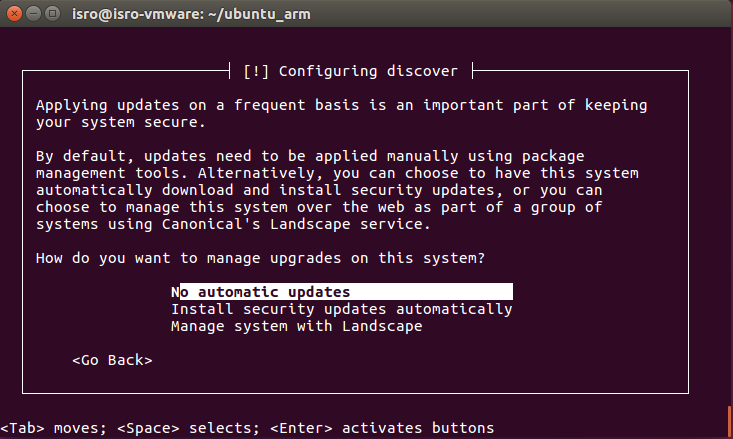 isro@isro-vmware: ~/ubuntu_arm
[!] Configuring discover
Applying updates on a frequent basis is an important part of keeping
your system secure.
By default, updates need to be applied manually using package
management tools. Alternatively, you can choose to have this system
automatically download and install security updates, or you can
choose to manage this system over the web as part of a group of
systems using Canonical's Landscape service.
How do you want to manage upgrades on this system?
No automatic updates
Install security updates automatically
Manage system with Landscape
<Go Back>
<Tab> moves; <Space> selects; <Enter> activates buttons